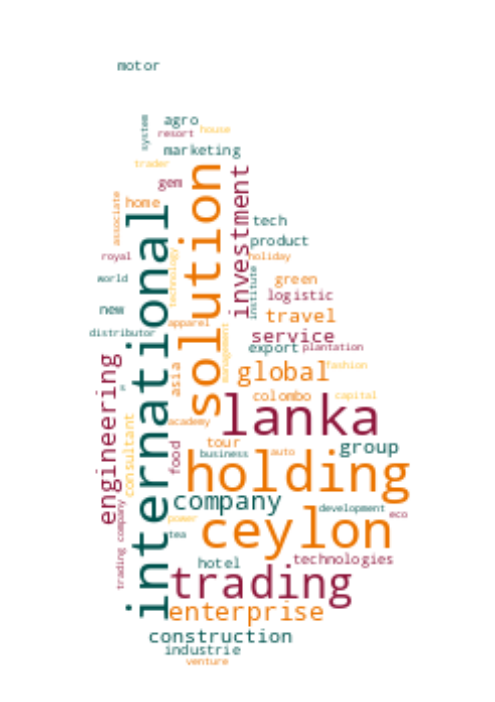 motor
system
agro
resort
house
marketing
trader
gem
investment
solution
associate
home
international
tech
product
royal
technology
holiday
world
institute
green
logistic
new
travel
apparel
distributor
management
service
export
plantation
engineering
asia
global
fashion
a
colombo
capital
lanka
consultant
academy
food
tour
group
business
auto
holding
company
trading company
development
eco
power
ceylon
tea
hotel
technologies
trading
enterprise
construction
industrie
venture